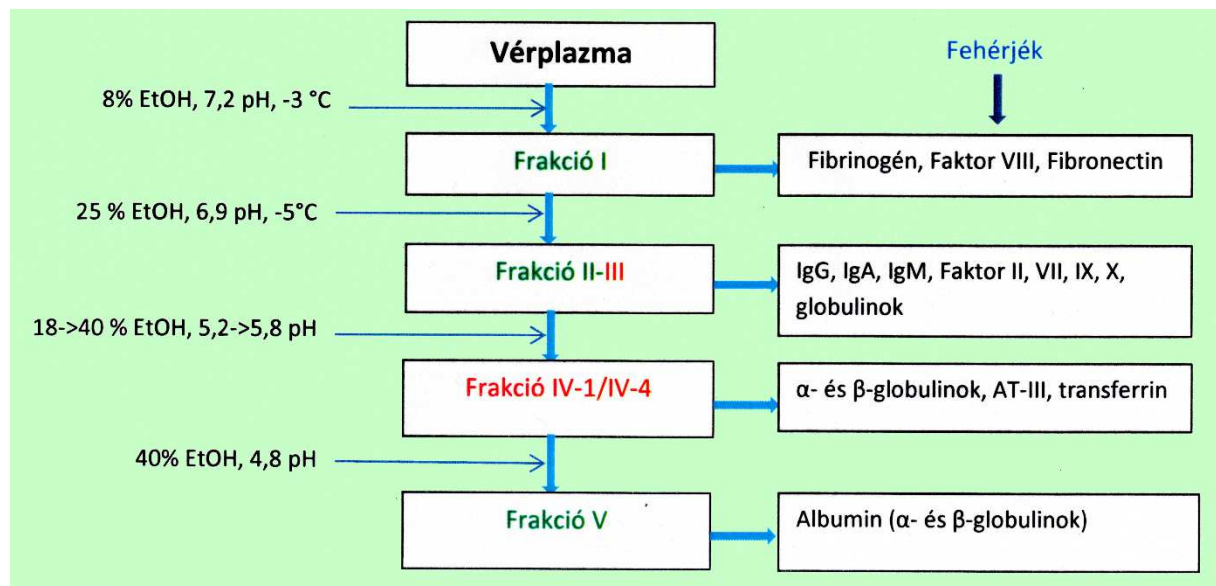 Vérplazma
Fehérjék
8% EtOH, 7,2 pH, -3 °C
Frakció I
Fibrinogén, Faktor VIII, Fibronectin
25 % EtOH, 6,9 pH, -5°C
Frakció II-III
IgG, IgA, IgM, Faktor II, VII, IX, X,
globulinok
18->40 % EtOH, 5,2->5,8 pH
Frakció IV-1/IV-4
α- és β-globulinok, AT-III, transferrin
40% EtOH, 4,8 pH
Frakció V
Albumin (α- és β-globulinok)